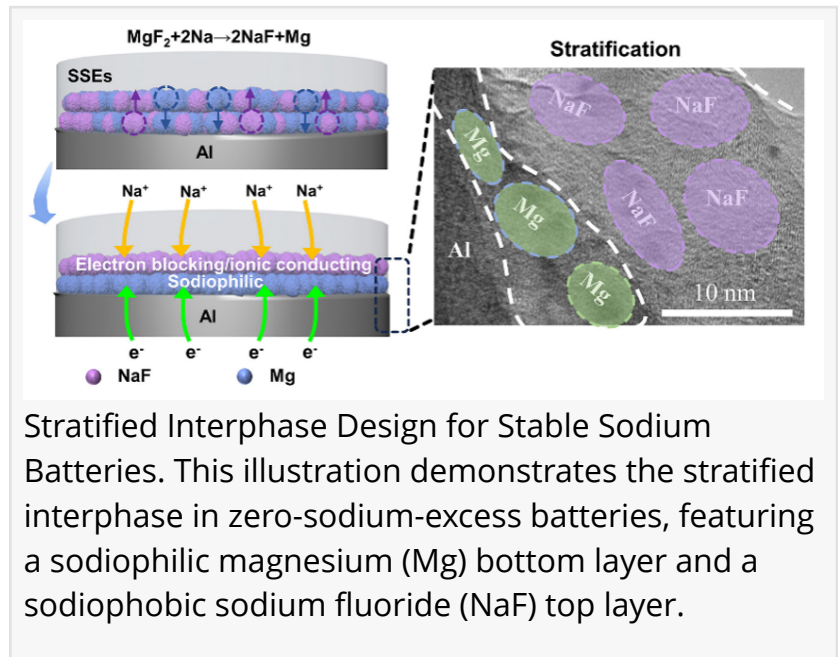 MgF₂+2Na→2NaF+Mg
SSEs
Al
Na⁺ Na⁺ Na⁺ Na⁺
Electron blocking/ionic conducting
Sodiophilic
Al
e⁻ e⁻ e⁻ e⁻
NaF Mg
Stratification
NaF
NaF
Mg
Mg
NaF
NaF
Al
Mg
10 nm
Stratified Interphase Design for Stable Sodium
Batteries. This illustration demonstrates the stratified
interphase in zero-sodium-excess batteries, featuring
a sodiophilic magnesium (Mg) bottom layer and a
sodiophobic sodium fluoride (NaF) top layer.